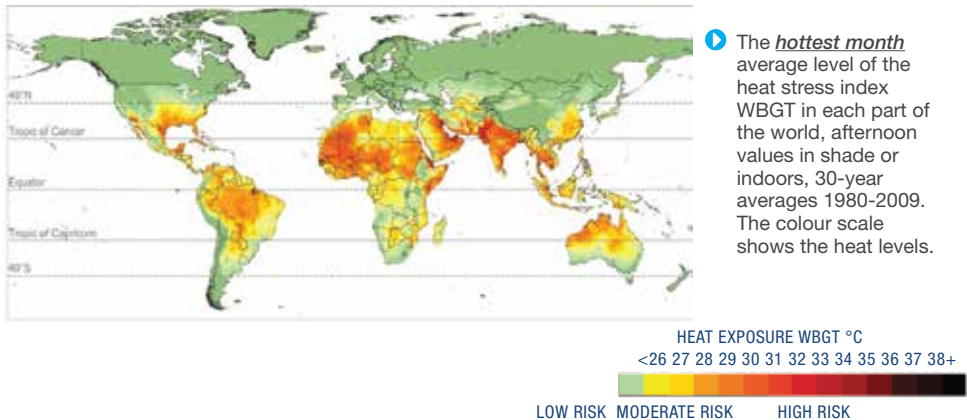 40°N
Tropic of Cancer
Equator
Tropic of Capricorn
40°S
The hottest month
average level of the
heat stress index
WBGT in each part of
the world, afternoon
values in shade or
indoors, 30-year
averages 1980-2009.
The colour scale
shows the heat levels.
HEAT EXPOSURE WBGT °C
<26 27 28 29 30 31 32 33 34 35 36 37 38+
LOW RISK MODERATE RISK HIGH RISK